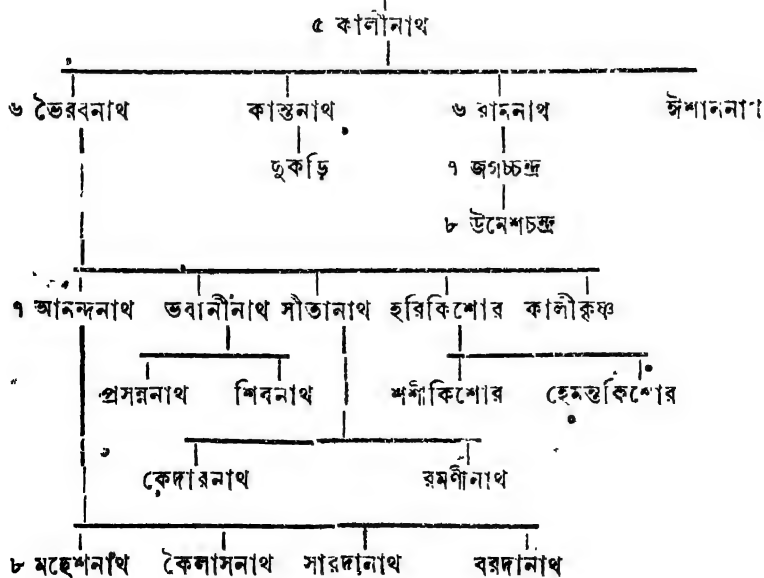 ৫ কালীনাথ
৬ ভৈরবনাথ কান্তনাথ ৬ রামনাথ ঈশাননাথ
দুকড়ি ৭ জগচ্চন্দ্র
৮ উমেশচন্দ্র
৭ আনন্দনাথ ভবানীনাথ সীতানাথ হরিকিশোর কালীকৃষ্ণ
প্রসন্ননাথ শিবনাথ শশীকিশোর হেমন্তকিশোর
কেদারনাথ রমণীনাথ
৮ মহেশনাথ কৈলাসনাথ সারদানাথ বরদানাথ